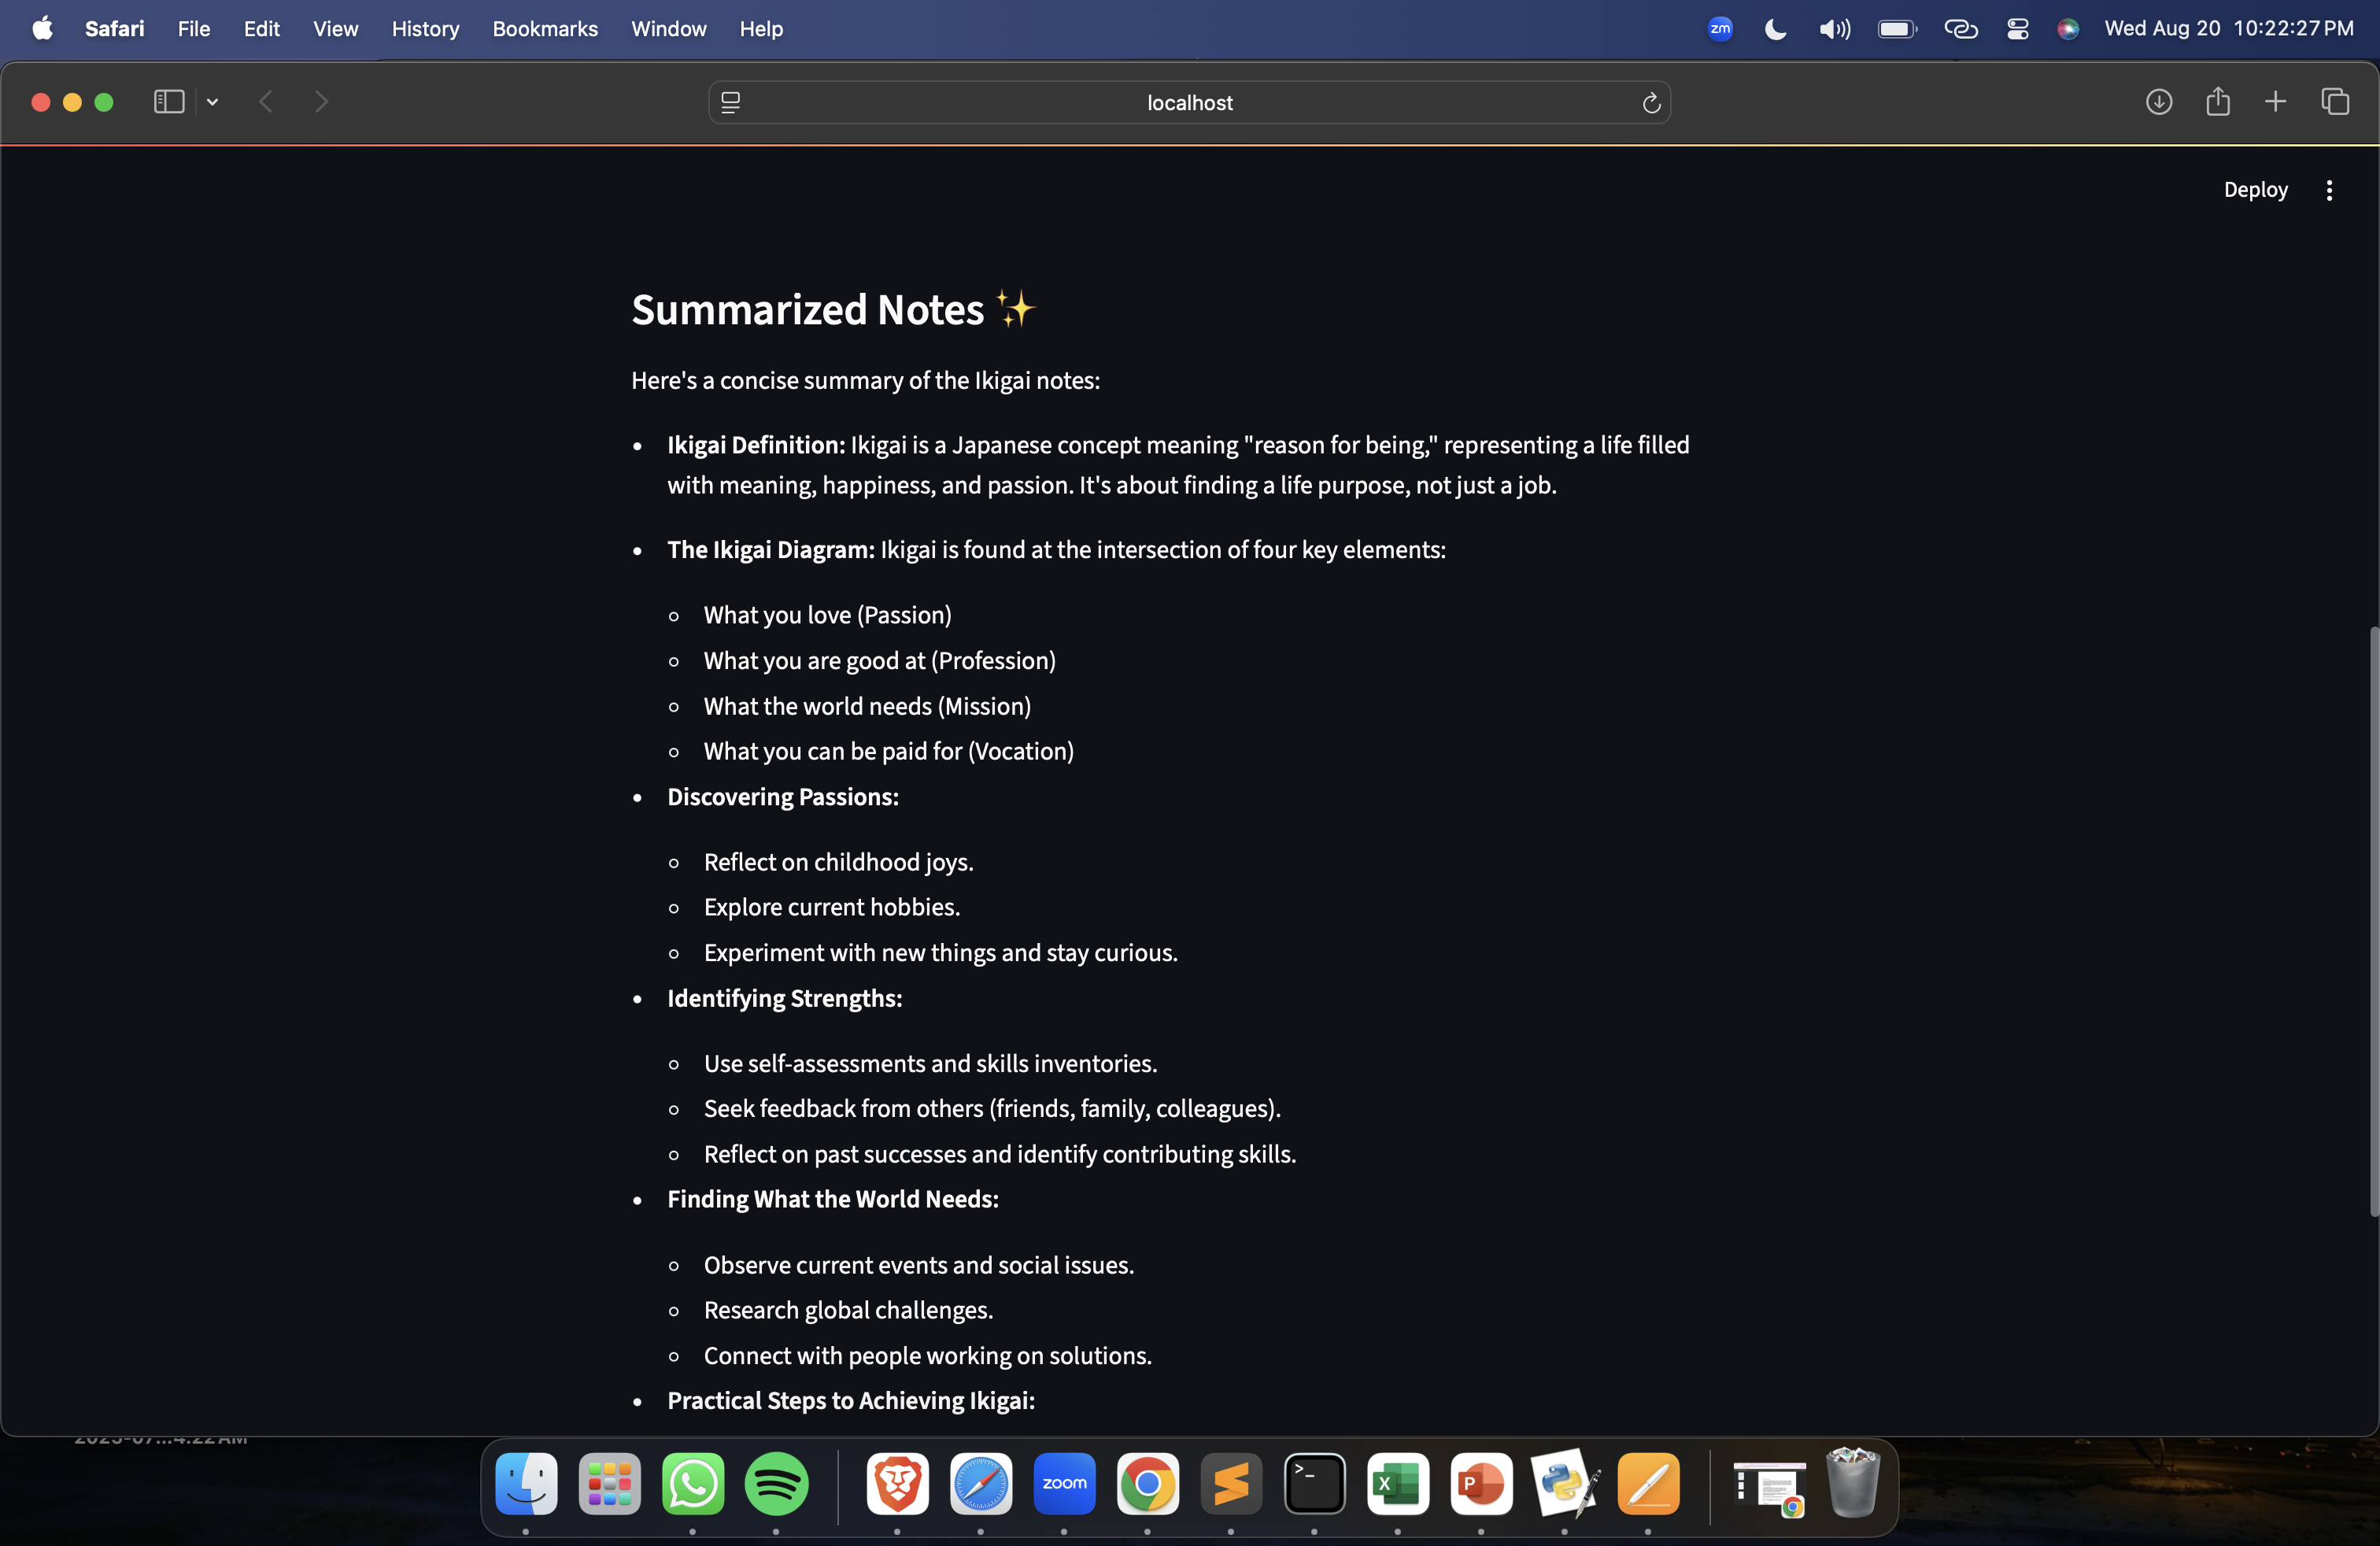 Safari File Edit View History Bookmarks Window Help zm Wed Aug 20 10:22:27 PM
localhost
Deploy
Summarized Notes ✨
Here's a concise summary of the Ikigai notes:
• Ikigai Definition: Ikigai is a Japanese concept meaning "reason for being," representing a life filled
with meaning, happiness, and passion. It's about finding a life purpose, not just a job.
• The Ikigai Diagram: Ikigai is found at the intersection of four key elements:
◦ What you love (Passion)
◦ What you are good at (Profession)
◦ What the world needs (Mission)
◦ What you can be paid for (Vocation)
• Discovering Passions:
◦ Reflect on childhood joys.
◦ Explore current hobbies.
◦ Experiment with new things and stay curious.
• Identifying Strengths:
◦ Use self-assessments and skills inventories.
◦ Seek feedback from others (friends, family, colleagues).
◦ Reflect on past successes and identify contributing skills.
• Finding What the World Needs:
◦ Observe current events and social issues.
◦ Research global challenges.
◦ Connect with people working on solutions.
• Practical Steps to Achieving Ikigai:
zoom >_ X P